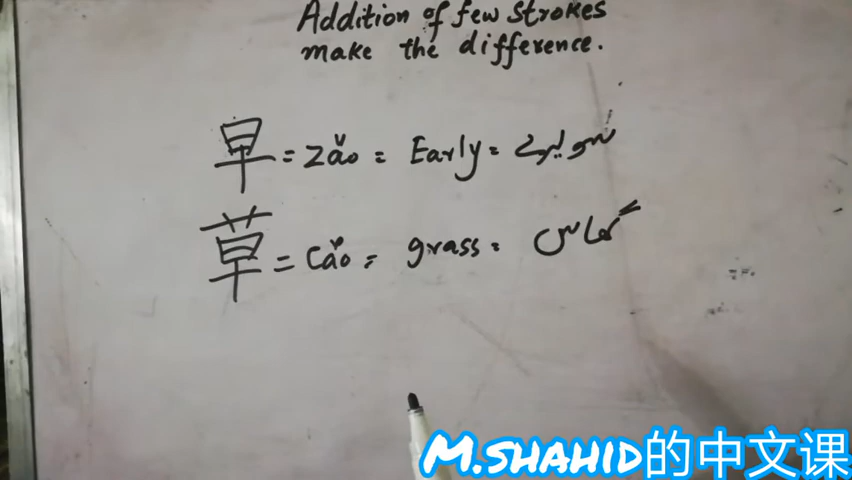 Addition of few strokes
make the difference.
早 = zǎo = Early = سویرے
草 = cǎo = grass = گھاس
M.SHAHID的中文课